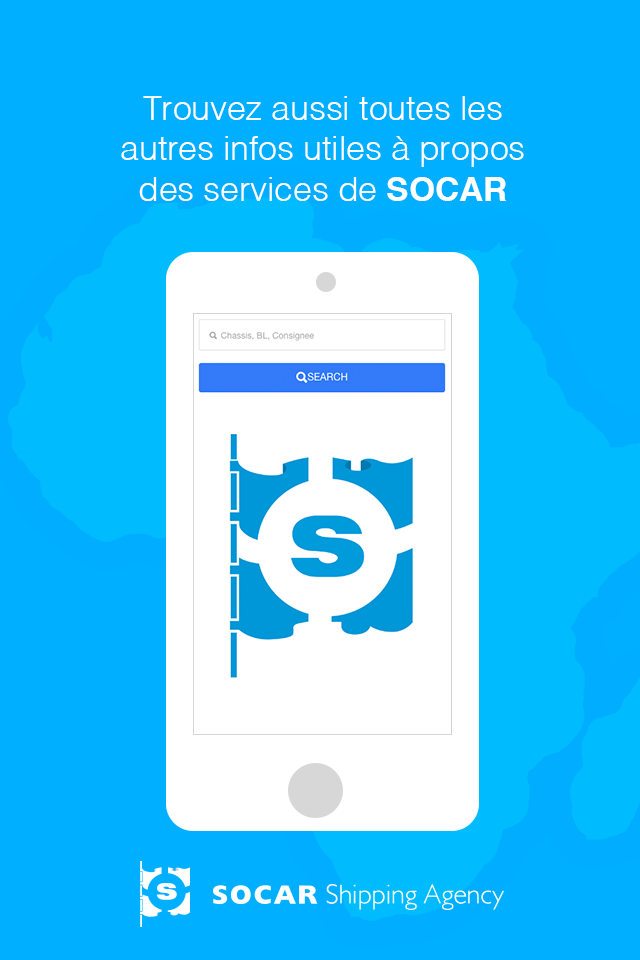 Trouvez aussi toutes les
autres infos utiles à propos
des services de SOCAR
Chassis, BL, Consignee
SEARCH
S
S
SOCAR Shipping Agency